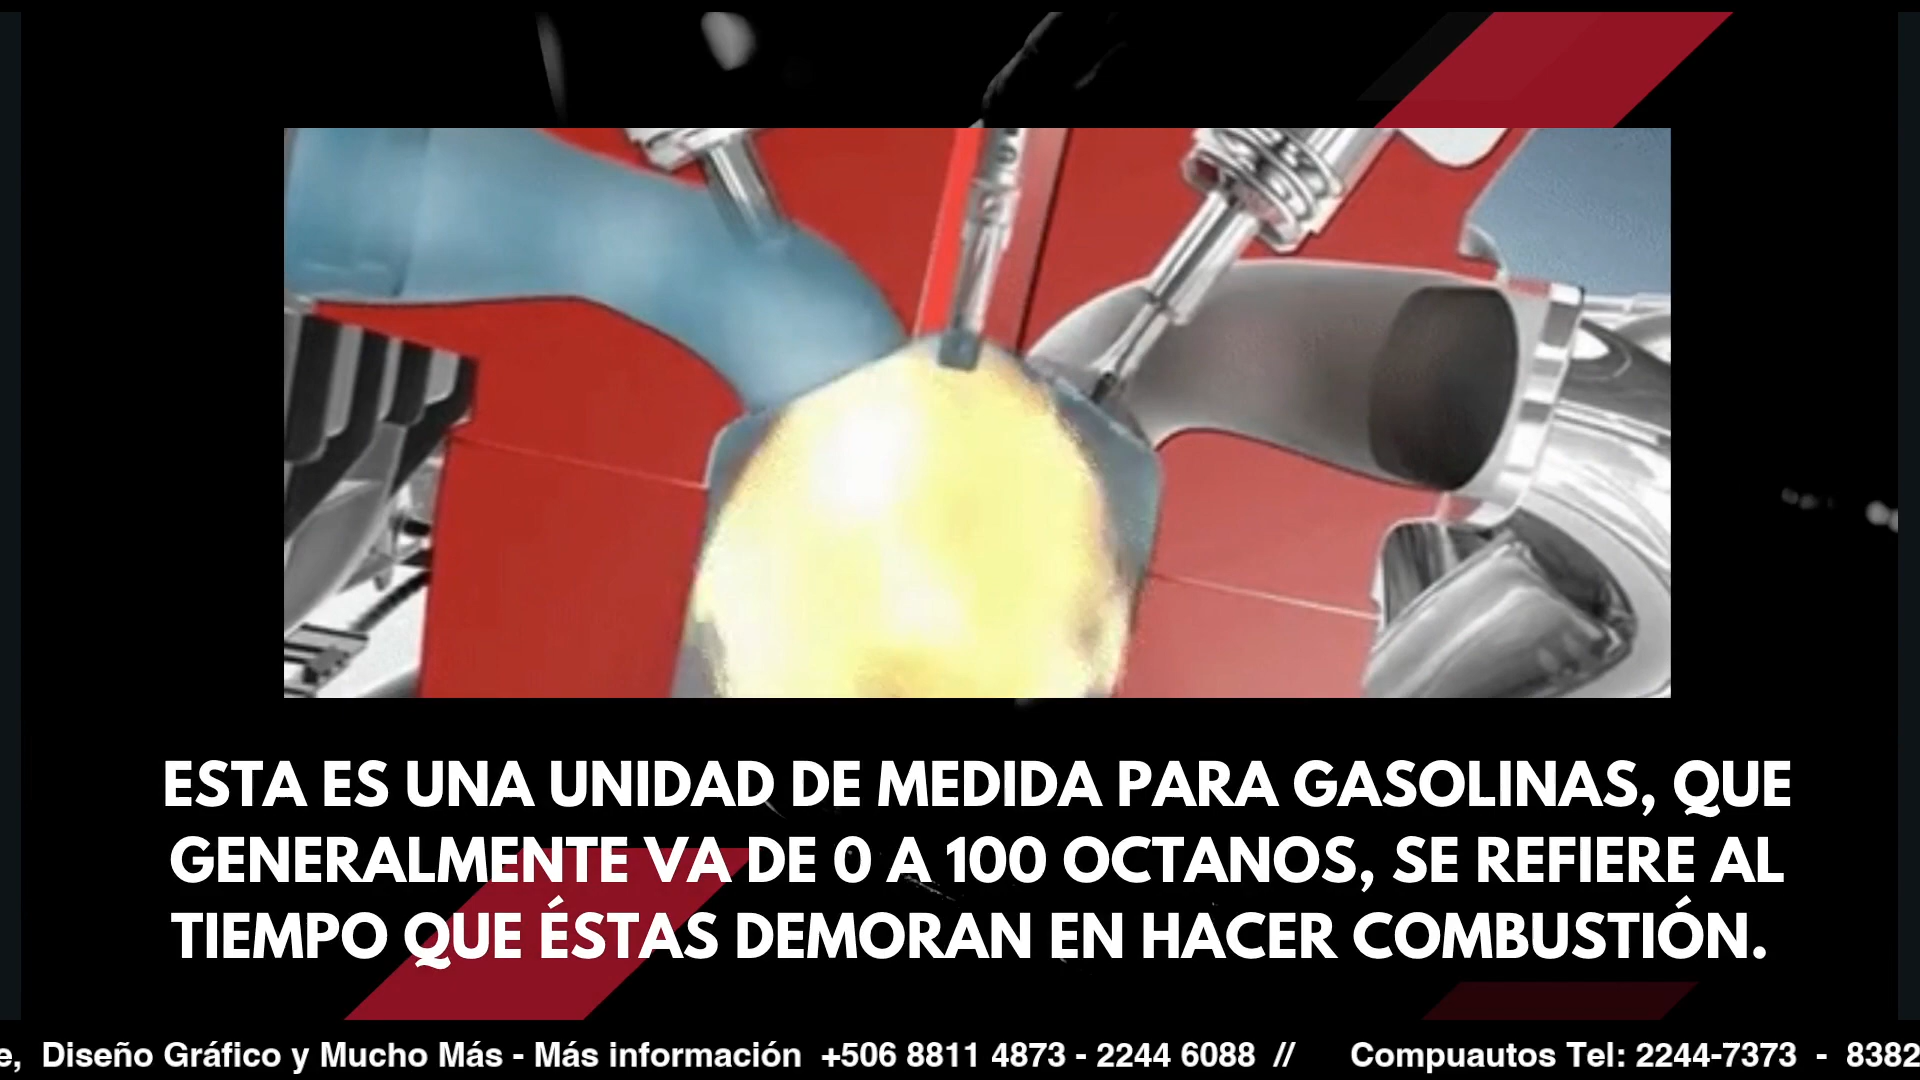 ESTA ES UNA UNIDAD DE MEDIDA PARA GASOLINAS, QUE
GENERALMENTE VA DE 0 A 100 OCTANOS, SE REFIERE AL
TIEMPO QUE ÉSTAS DEMORAN EN HACER COMBUSTIÓN.
e, Diseño Gráfico y Mucho Más - Más información +506 8811 4873 - 2244 6088 // Compuautos Tel: 2244-7373 - 8382